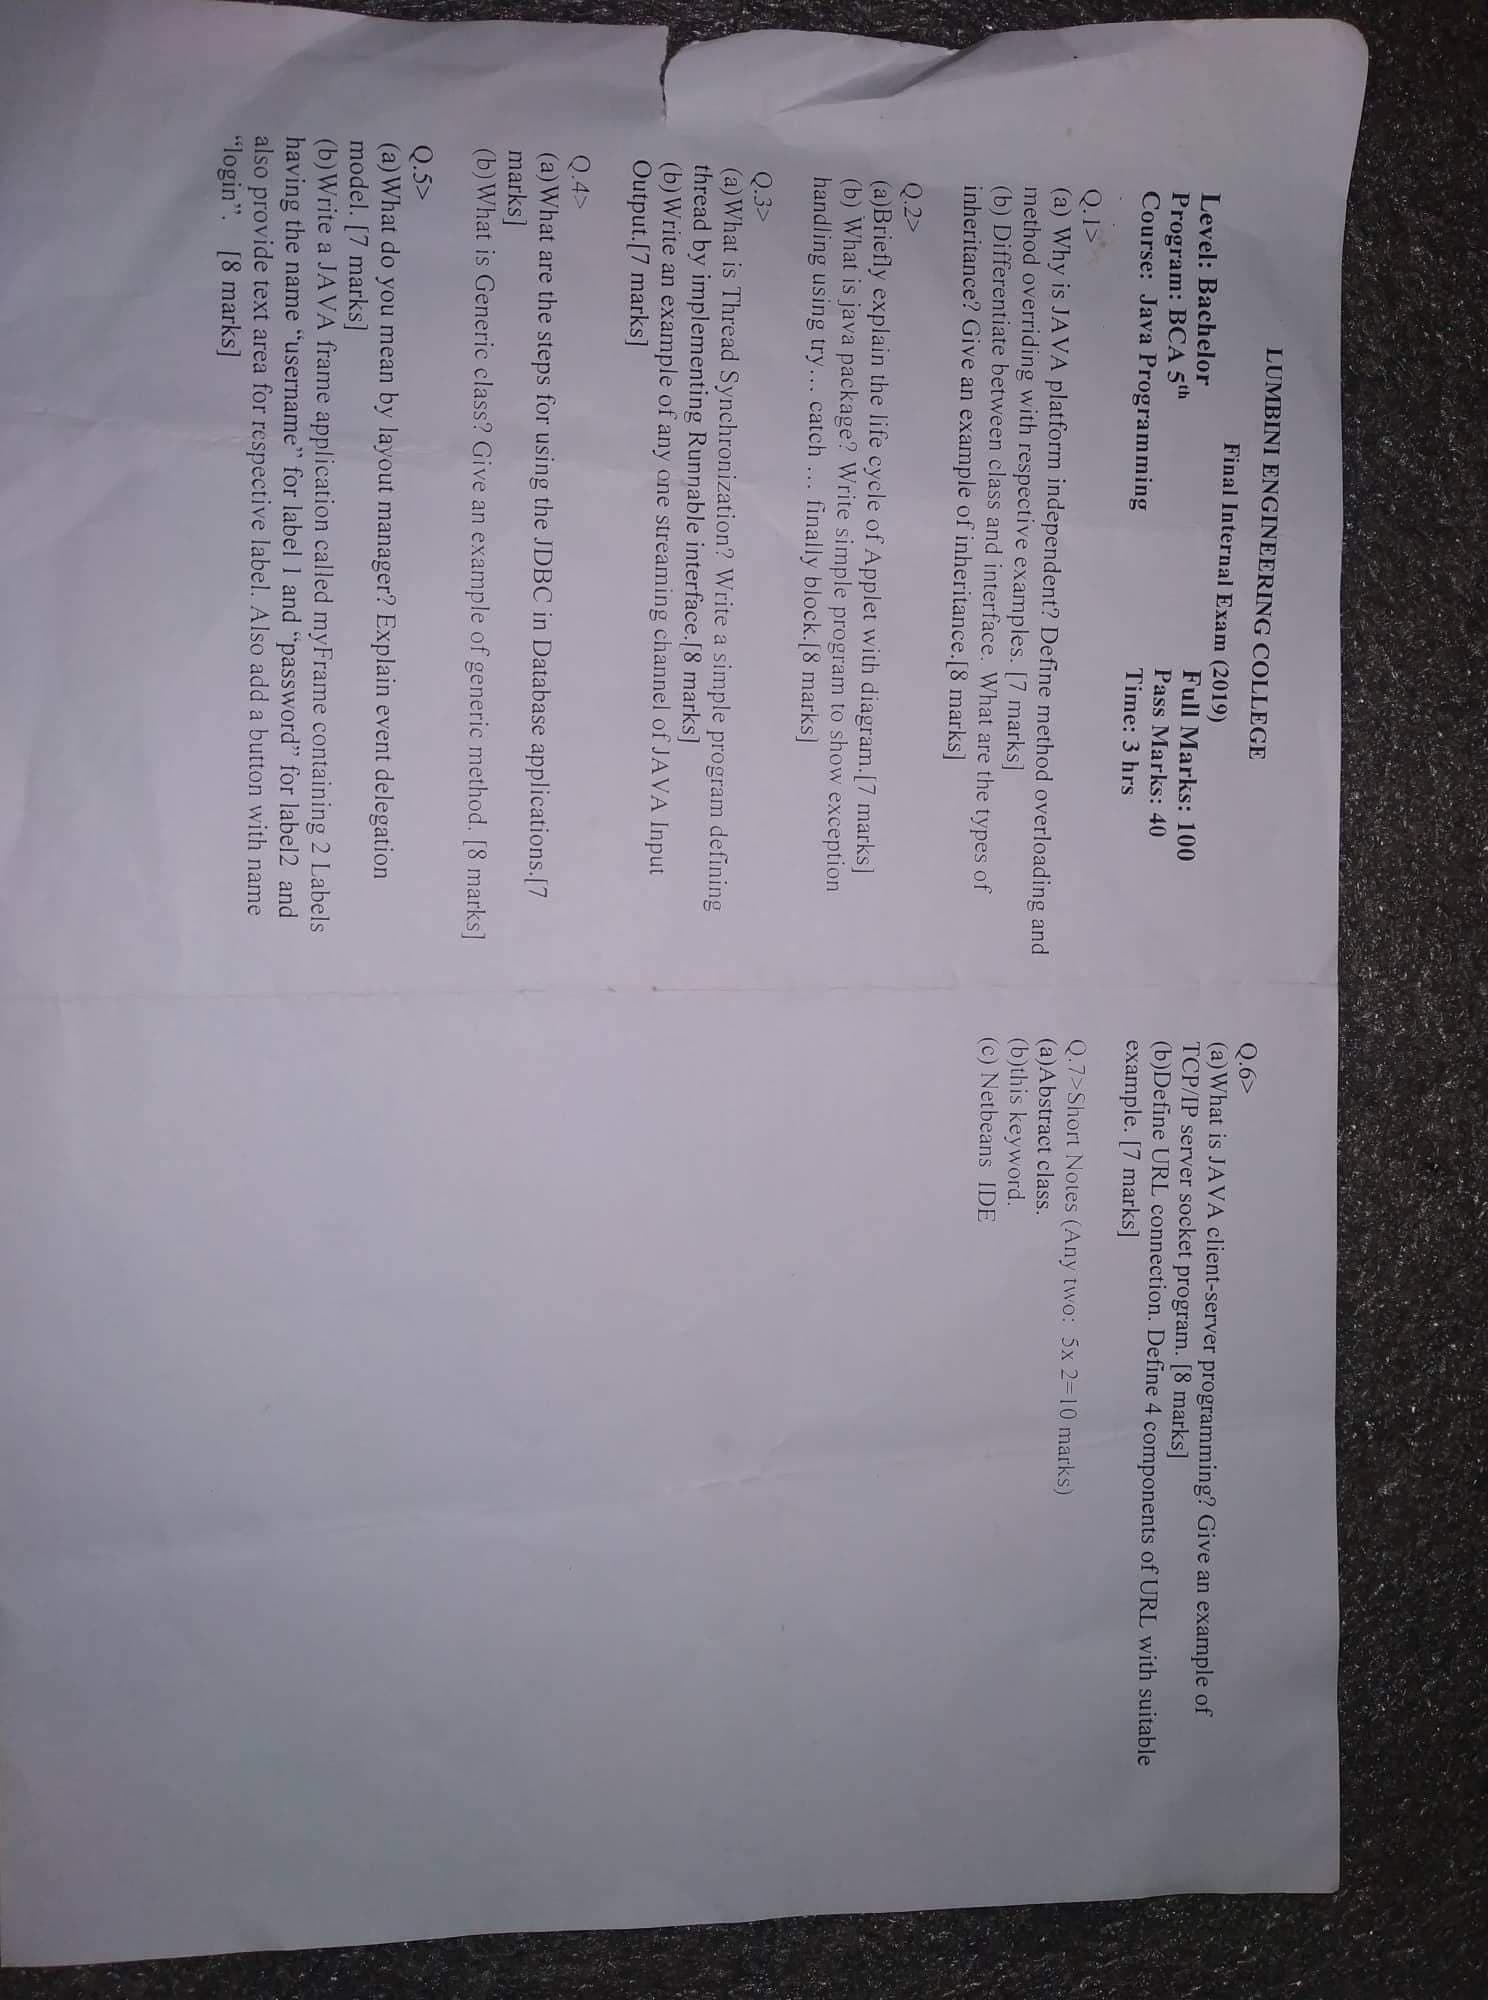 LUMBINI ENGINEERING COLLEGE
Final Internal Exam (2019)
Level: Bachelor
Full Marks: 100
Program: BCA 5th
Pass Marks: 40
Course: Java Programming
Time: 3 hrs
Q.1>
(a) Why is JAVA platform independent? Define method overloading and
method overriding with respective examples. [7 marks]
(b) Differentiate between class and interface. What are the types of
inheritance? Give an example of inheritance.[8 marks]
Q.2>
(a)Briefly explain the life cycle of Applet with diagram.[7 marks]
(b) What is java package? Write simple program to show exception
handling using try... catch ... finally block.[8 marks]
Q.3>
(a)What is Thread Synchronization? Write a simple program defining
thread by implementing Runnable interface.[8 marks]
(b)Write an example of any one streaming channel of JAVA Input
Output.[7 marks]
Q.4>
(a)What are the steps for using the JDBC in Database applications.[7
marks]
(b)What is Generic class? Give an example of generic method. [8 marks]
Q.5>
(a)What do you mean by layout manager? Explain event delegation
model. [7 marks]
(b)Write a JAVA frame application called myFrame containing 2 Labels
having the name “username” for label 1 and “password” for label2 and
also provide text area for respective label. Also add a button with name
“login”. [8 marks]
Q.6>
(a)What is JAVA client-server programming? Give an example of
TCP/IP server socket program. [8 marks]
(b)Define URL connection. Define 4 components of URL with suitable
example. [7 marks]
Q.7>Short Notes (Any two: 5x 2=10 marks)
(a)Abstract class.
(b)this keyword.
(c) Netbeans IDE